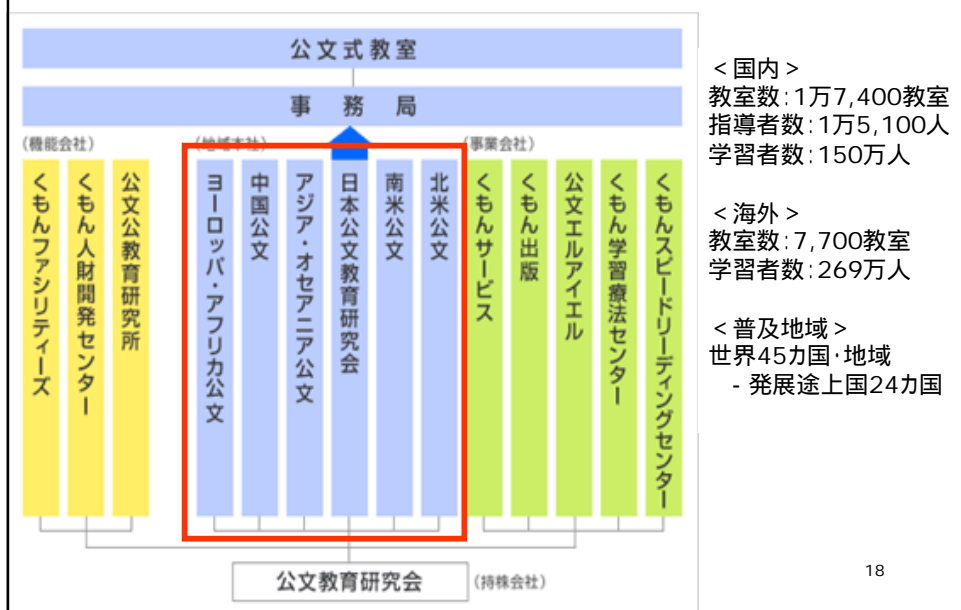 公文式教室
事務局
(機能会社)
(地域本社)
(事業会社)
くもんファシリティーズ
くもん人財開発センター
公文公教育研究所
ヨーロッパ・アフリカ公文
中国公文
アジア・オセアニア公文
日本公文教育研究会
南米公文
北米公文
くもんサービス
くもん出版
公文エルアイエル
くもん学習療法センター
くもんスピードリーディングセンター
公文教育研究会
(持株会社)
<国内>
教室数:1万7,400教室
指導者数:1万5,100人
学習者数:150万人
<海外>
教室数:7,700教室
学習者数:269万人
<普及地域>
世界45カ国・地域
- 発展途上国24カ国
18